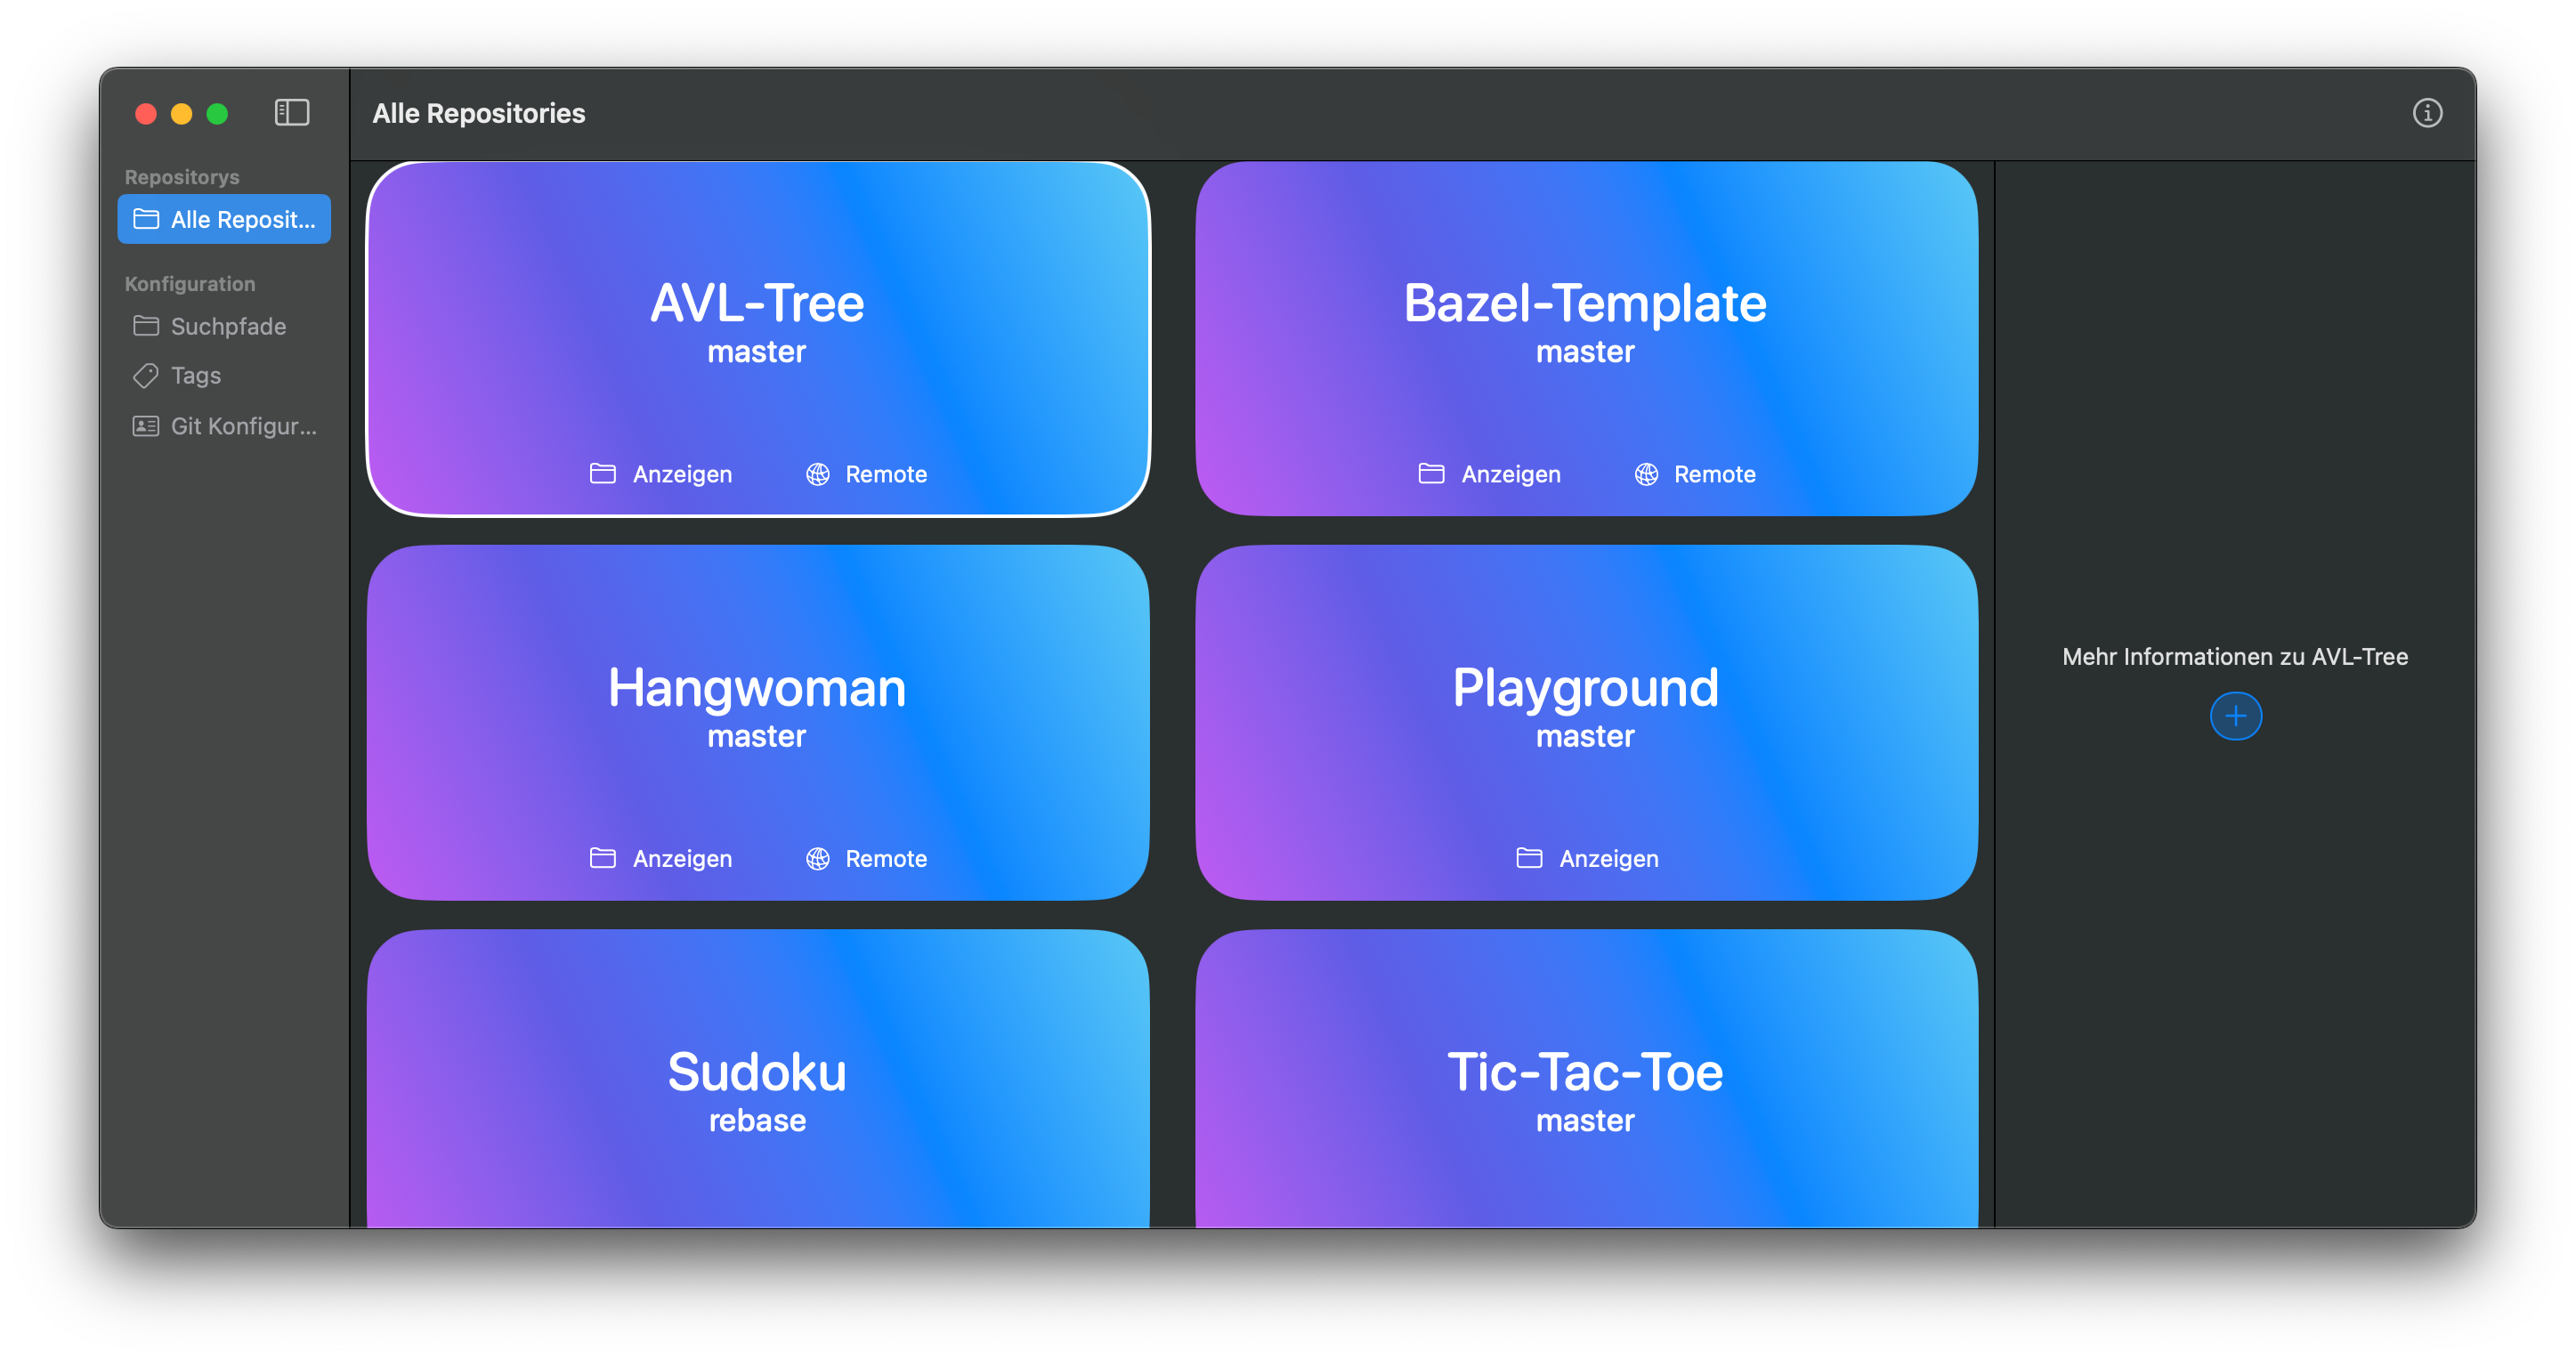 Alle Repositories
Repositorys
Alle Reposit...
Konfiguration
Suchpfade
Tags
Git Konfigur...
AVL-Tree
master
Anzeigen
Remote
Bazel-Template
master
Anzeigen
Remote
Hangwoman
master
Anzeigen
Remote
Playground
master
Anzeigen
Sudoku
rebase
Tic-Tac-Toe
master
Mehr Informationen zu AVL-Tree